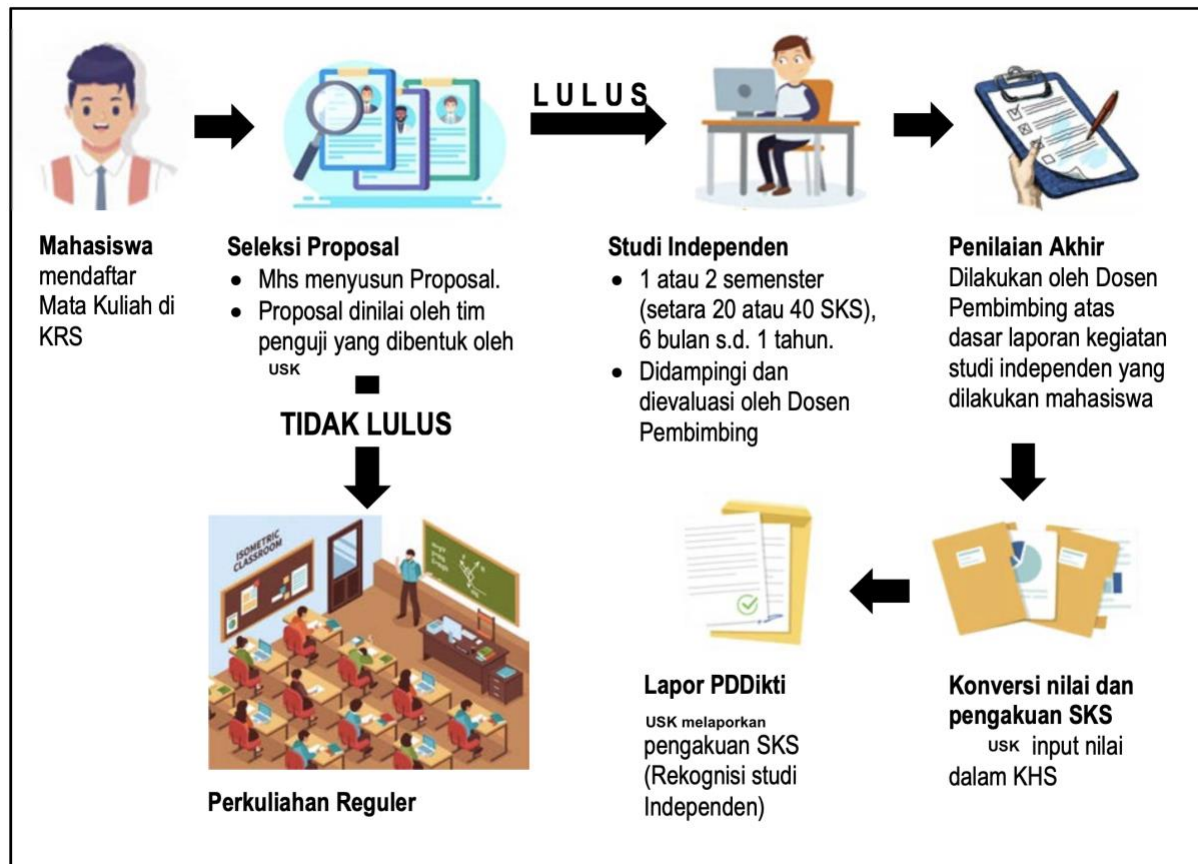 LULUS
Mahasiswa
mendaftar
Mata Kuliah di
KRS
Seleksi Proposal
• Mhs menyusun Proposal.
• Proposal dinilai oleh tim
penguji yang dibentuk oleh
USK
TIDAK LULUS
ISOMETRIC
CLASSROOM
Perkuliahan Reguler
Studi Independen
• 1 atau 2 semenster
(setara 20 atau 40 SKS),
6 bulan s.d. 1 tahun.
• Didampingi dan
dievaluasi oleh Dosen
Pembimbing
Penilaian Akhir
Dilakukan oleh Dosen
Pembimbing atas
dasar laporan kegiatan
studi independen yang
dilakukan mahasiswa
Konversi nilai dan
pengakuan SKS
USK input nilai
dalam KHS
Lapor PDDikti
USK melaporkan
pengakuan SKS
(Rekognisi studi
Independen)